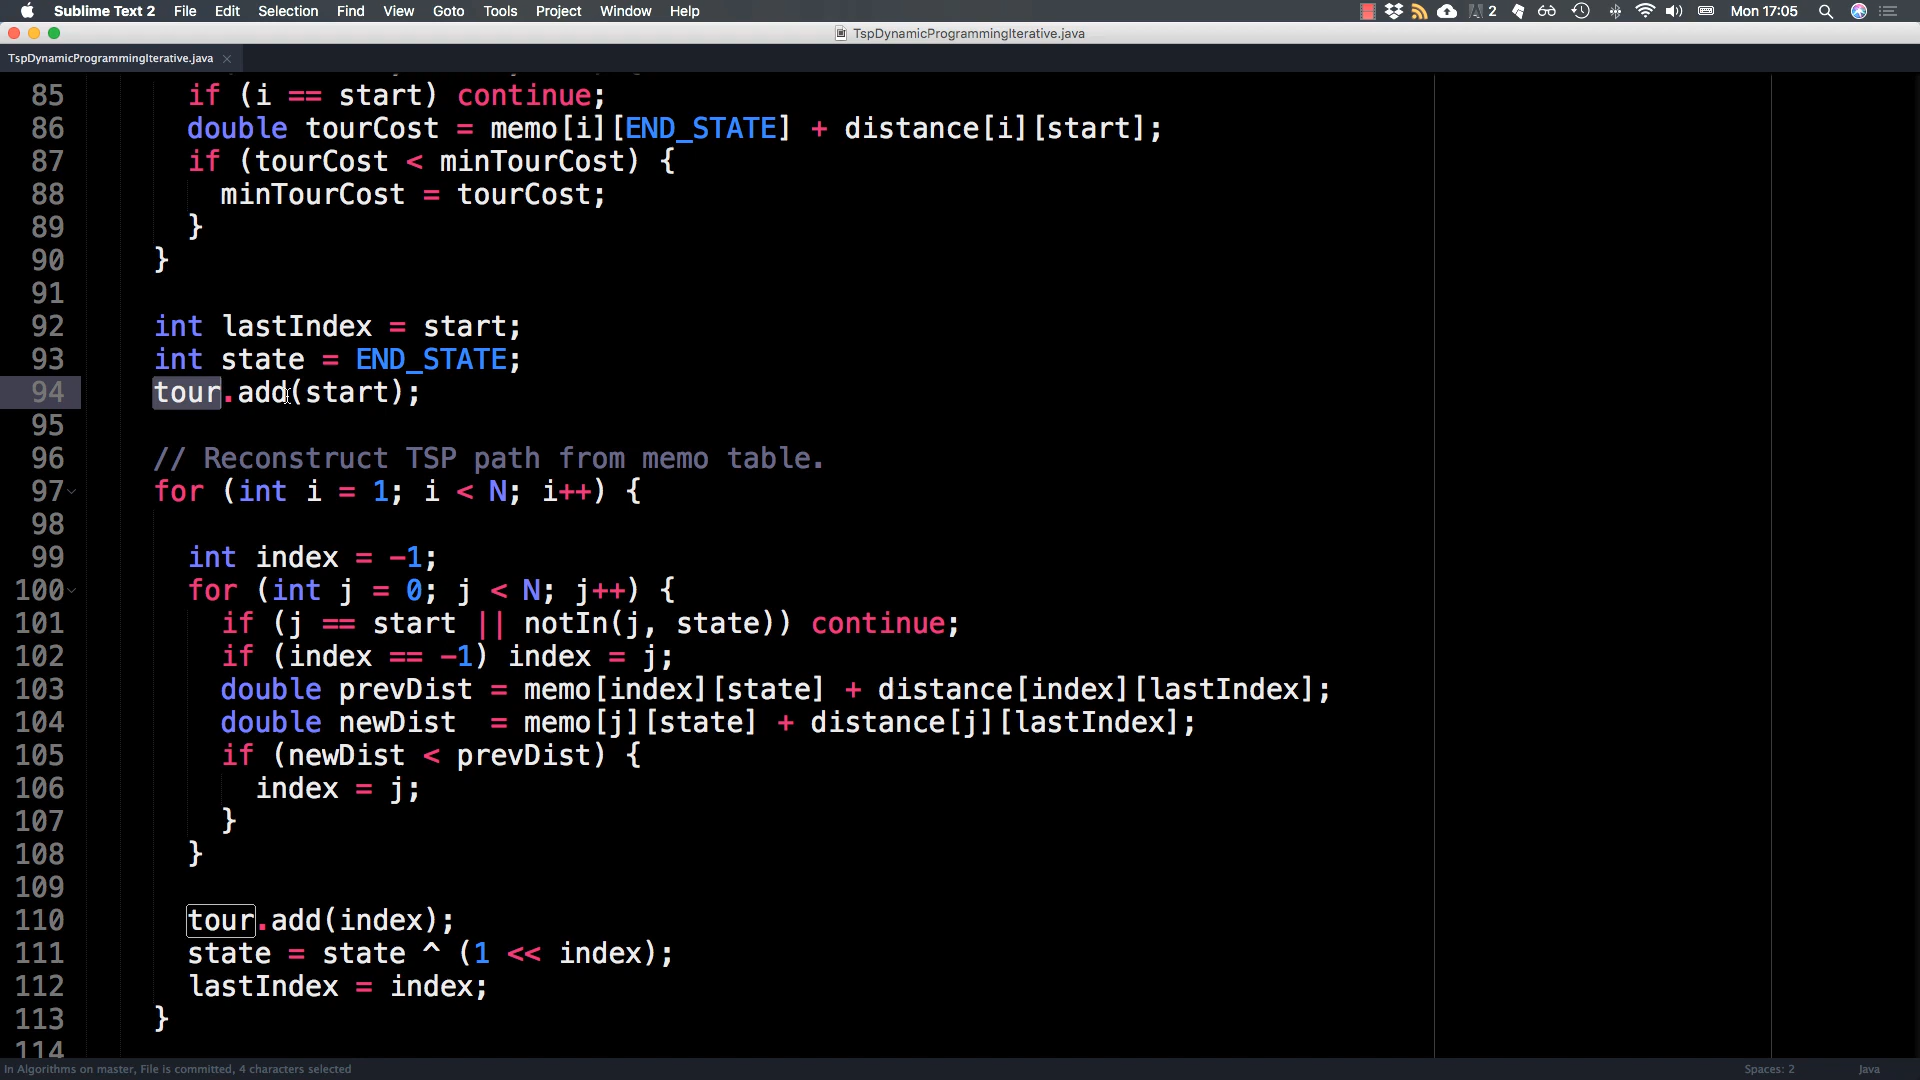 Sublime Text 2 File Edit Selection Find View Goto Tools Project Window Help 2 Mon 17:05
TspDynamicProgrammingIterative.java
TspDynamicProgrammingIterative.java
85 if (i == start) continue;
86 double tourCost = memo[i][END_STATE] + distance[i][start];
87 if (tourCost < minTourCost) {
88 minTourCost = tourCost;
89 }
90 }
91
92 int lastIndex = start;
93 int state = END_STATE;
94 tour.add(start);
95
96 // Reconstruct TSP path from memo table.
97 for (int i = 1; i < N; i++) {
98
99 int index = -1;
100 for (int j = 0; j < N; j++) {
101 if (j == start || notIn(j, state)) continue;
102 if (index == -1) index = j;
103 double prevDist = memo[index][state] + distance[index][lastIndex];
104 double newDist  = memo[j][state] + distance[j][lastIndex];
105 if (newDist < prevDist) {
106 index = j;
107 }
108 }
109
110 tour.add(index);
111 state = state ^ (1 << index);
112 lastIndex = index;
113 }
114
In Algorithms on master, File is committed, 4 characters selected Spaces: 2 Java